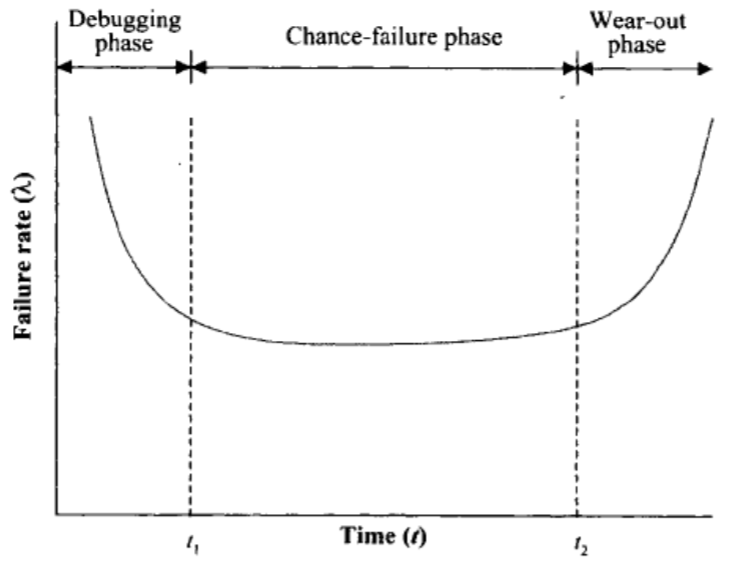 Debugging
phase
Chance-failure phase
Wear-out
phase
Failure rate (λ)
t₁
Time (t)
t₂